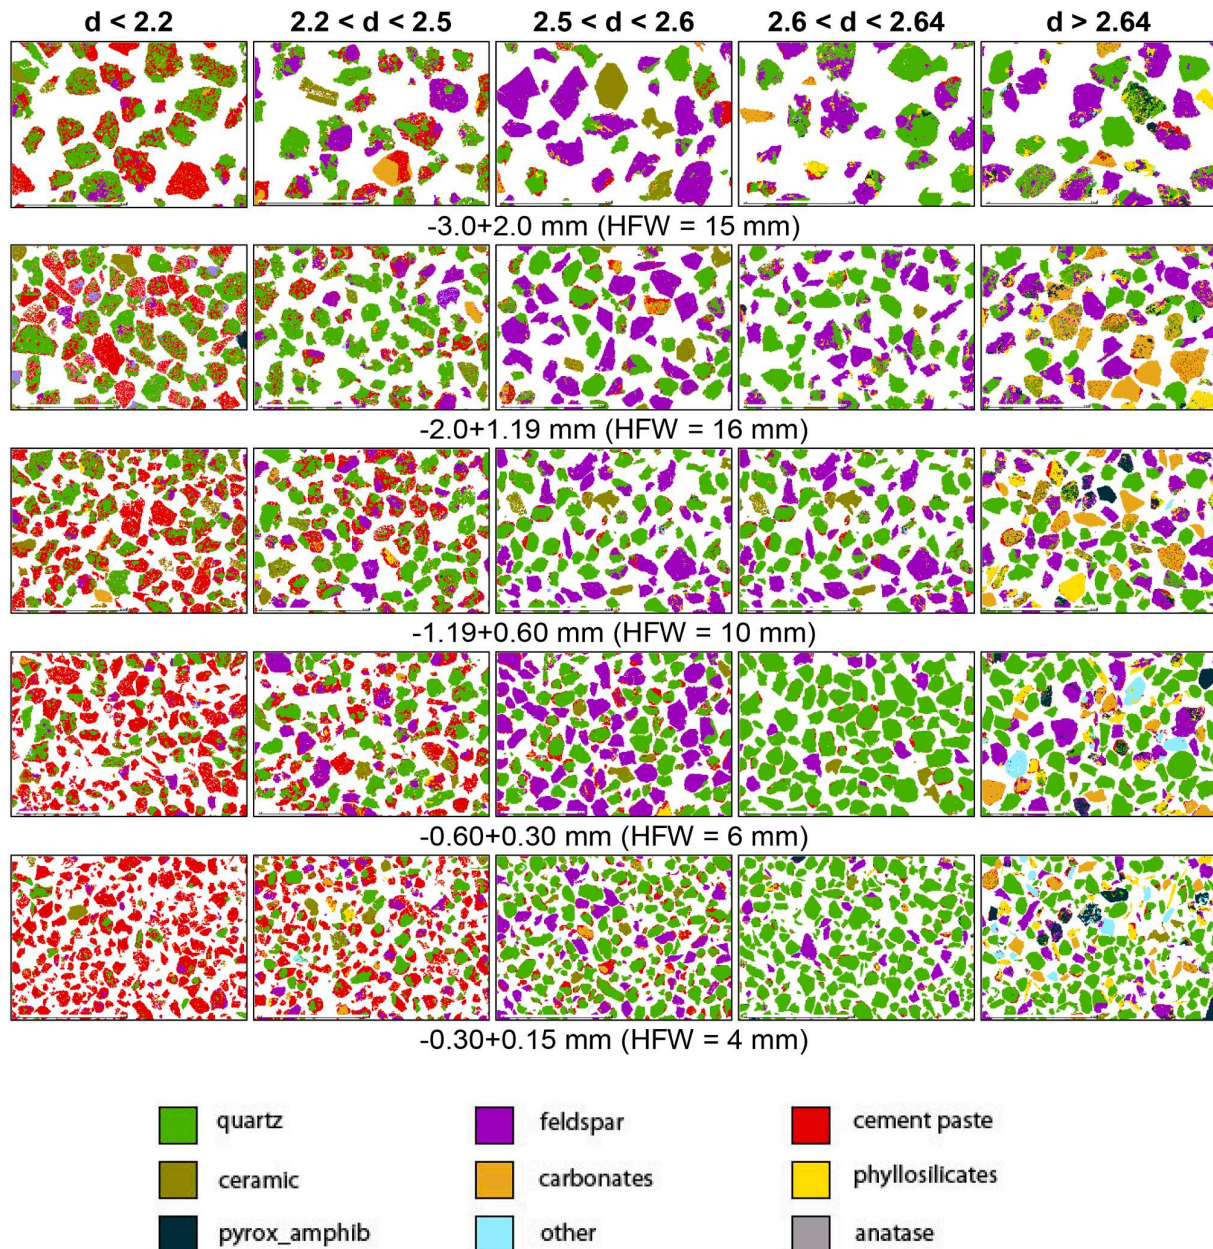 d < 2.2 2.2 < d < 2.5 2.5 < d < 2.6 2.6 < d < 2.64 d > 2.64
-3.0+2.0 mm (HFW = 15 mm)
-2.0+1.19 mm (HFW = 16 mm)
-1.19+0.60 mm (HFW = 10 mm)
-0.60+0.30 mm (HFW = 6 mm)
-0.30+0.15 mm (HFW = 4 mm)
quartz feldspar cement paste
ceramic carbonates phyllosilicates
pyrox_amphib other anatase